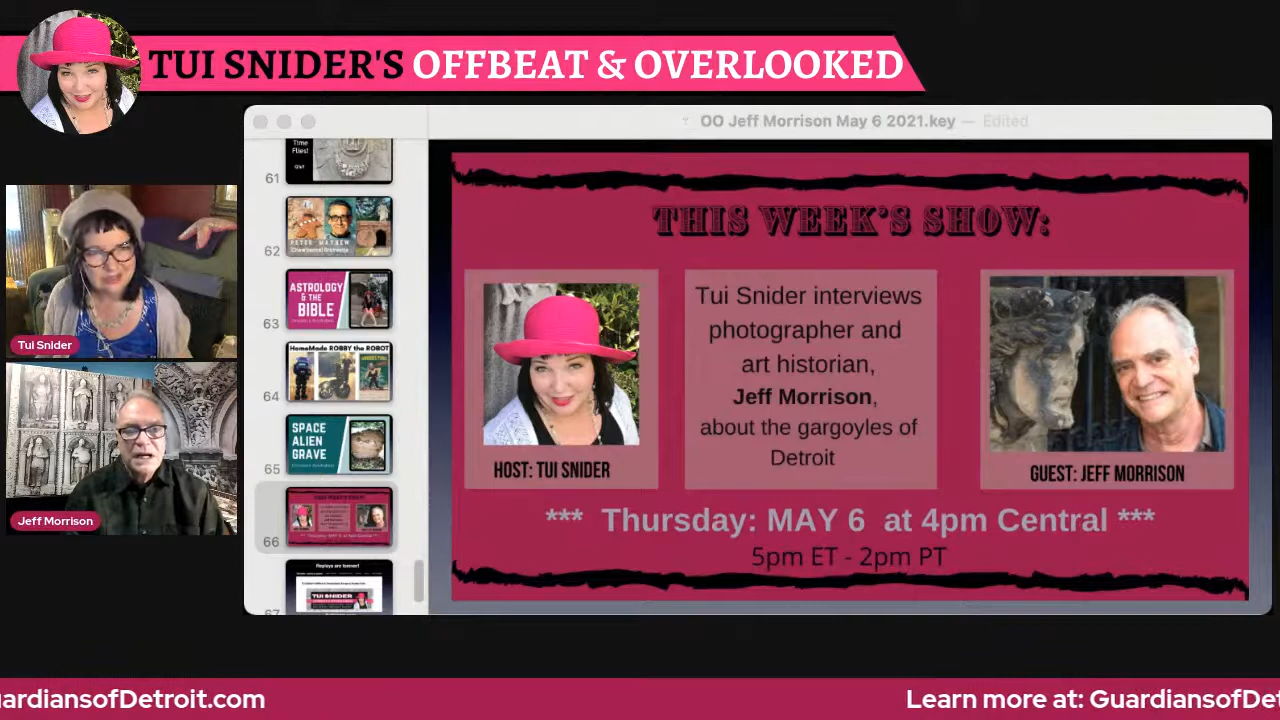 TUI SNIDER'S OFFBEAT & OVERLOOKED
OO Jeff Morrison May 6 2021.key — Edited
Tui Snider
Jeff Morrison
Time
Flies!
61
PETER MAYHEW
62
ASTROLOGY
& THE
BIBLE
63
HomeMade ROBBY the ROBOT
64
SPACE
ALIEN
GRAVE
65
66
Replays are forever!
TUI SNIDER
67
THIS WEEK'S SHOW:
HOST: TUI SNIDER
Tui Snider interviews
photographer and
art historian,
Jeff Morrison,
about the gargoyles of
Detroit
GUEST: JEFF MORRISON
*** Thursday: MAY 6 at 4pm Central ***
5pm ET - 2pm PT
uardiansofDetroit.com
Learn more at: GuardiansofDet